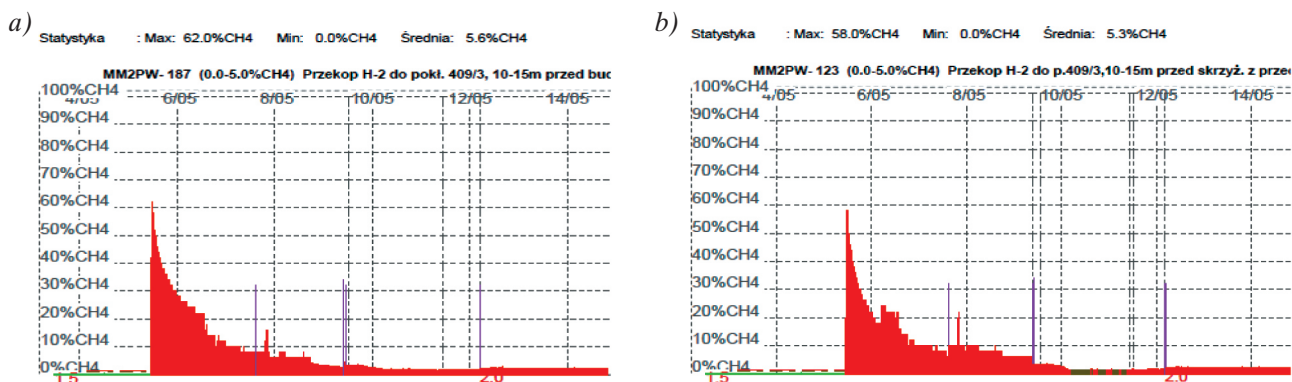 a)
Statystyka : Max: 62.0%CH4 Min: 0.0%CH4 Średnia: 5.6%CH4
MM2PW- 187 (0.0-5.0%CH4) Przekop H-2 do pokł. 409/3, 10-15m przed buc
100%CH4
4/05 6/05 8/05 10/05 12/05 14/05
90%CH4
80%CH4
70%CH4
60%CH4
50%CH4
40%CH4
30%CH4
20%CH4
10%CH4
0%CH4
1.5 2.0
b)
Statystyka : Max: 58.0%CH4 Min: 0.0%CH4 Średnia: 5.3%CH4
MM2PW- 123 (0.0-5.0%CH4) Przekop H-2 do p.409/3,10-15m przed skrzyż. z przec
100%CH4
4/05 6/05 8/05 10/05 12/05 14/05
90%CH4
80%CH4
70%CH4
60%CH4
50%CH4
40%CH4
30%CH4
20%CH4
10%CH4
0%CH4
1.5 2.0